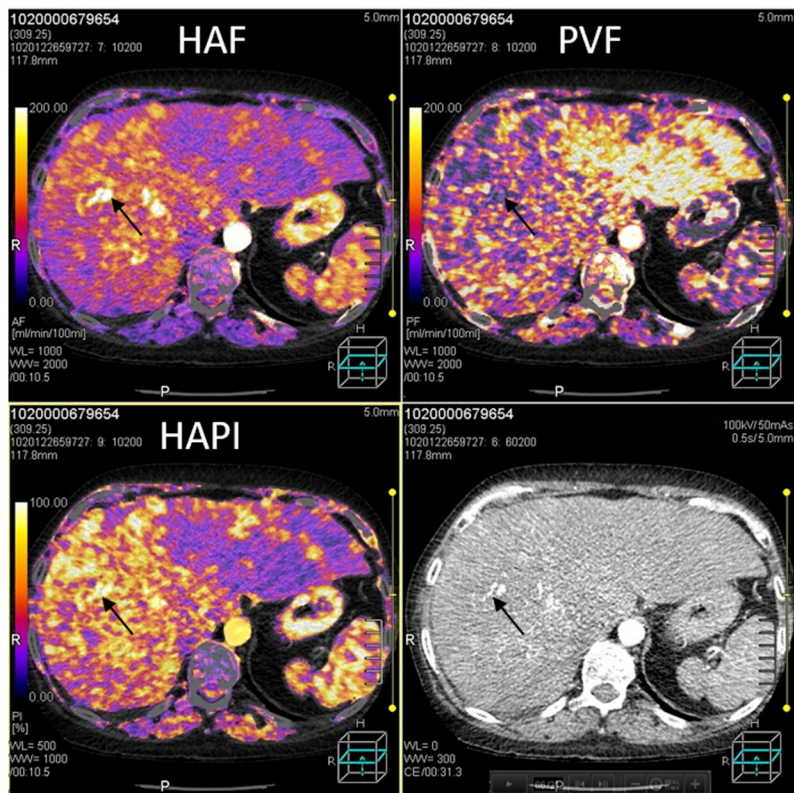 1020000679654
5.0mm
(309.25)
1020122659727: 7: 10200
117.8mm
HAF
200.00
R
0.00
AF
[ml/min/100ml]
WL= 1000
WW= 2000
/00:10.5
H
R
P
1020000679654
5.0mm
(309.25)
1020122659727: 8: 10200
117.8mm
PVF
200.00
R
0.00
PF
[ml/min/100ml]
WL= 1000
WW= 2000
/00:10.5
H
R
P
1020000679654
5.0mm
(309.25)
1020122659727: 9: 10200
117.8mm
HAPI
100.00
R
0.00
PI
[%]
WL= 500
WW= 1000
/00:10.5
H
R
P
1020000679654
100kV/50mAs
(309.25)
0.5s/5.0mm
1020122659727: 6: 60200
117.8mm
R
WL= 0
WW= 300
CE/00:31.3
H
R
P